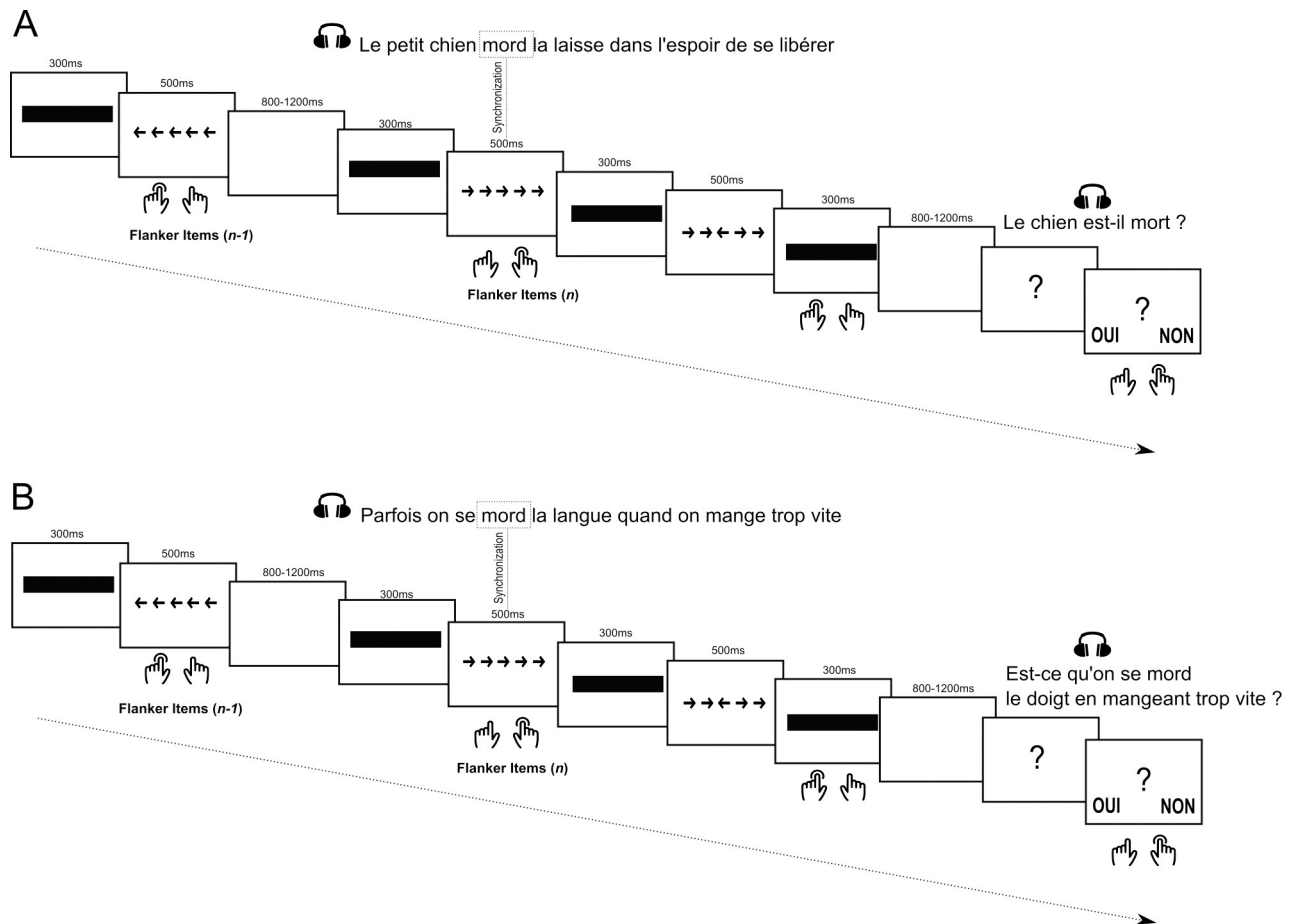 A
Le petit chien mord la laisse dans l'espoir de se libérer
300ms
500ms
800-1200ms
300ms
Synchronization
500ms
300ms
500ms
300ms
800-1200ms
Le chien est-il mort ?
?
?
OUI NON
Flanker Items (n-1)
Flanker Items (n)
B
Parfois on se mord la langue quand on mange trop vite
300ms
500ms
800-1200ms
300ms
Synchronization
500ms
300ms
500ms
300ms
800-1200ms
Est-ce qu'on se mord
le doigt en mangeant trop vite ?
?
?
OUI NON
Flanker Items (n-1)
Flanker Items (n)